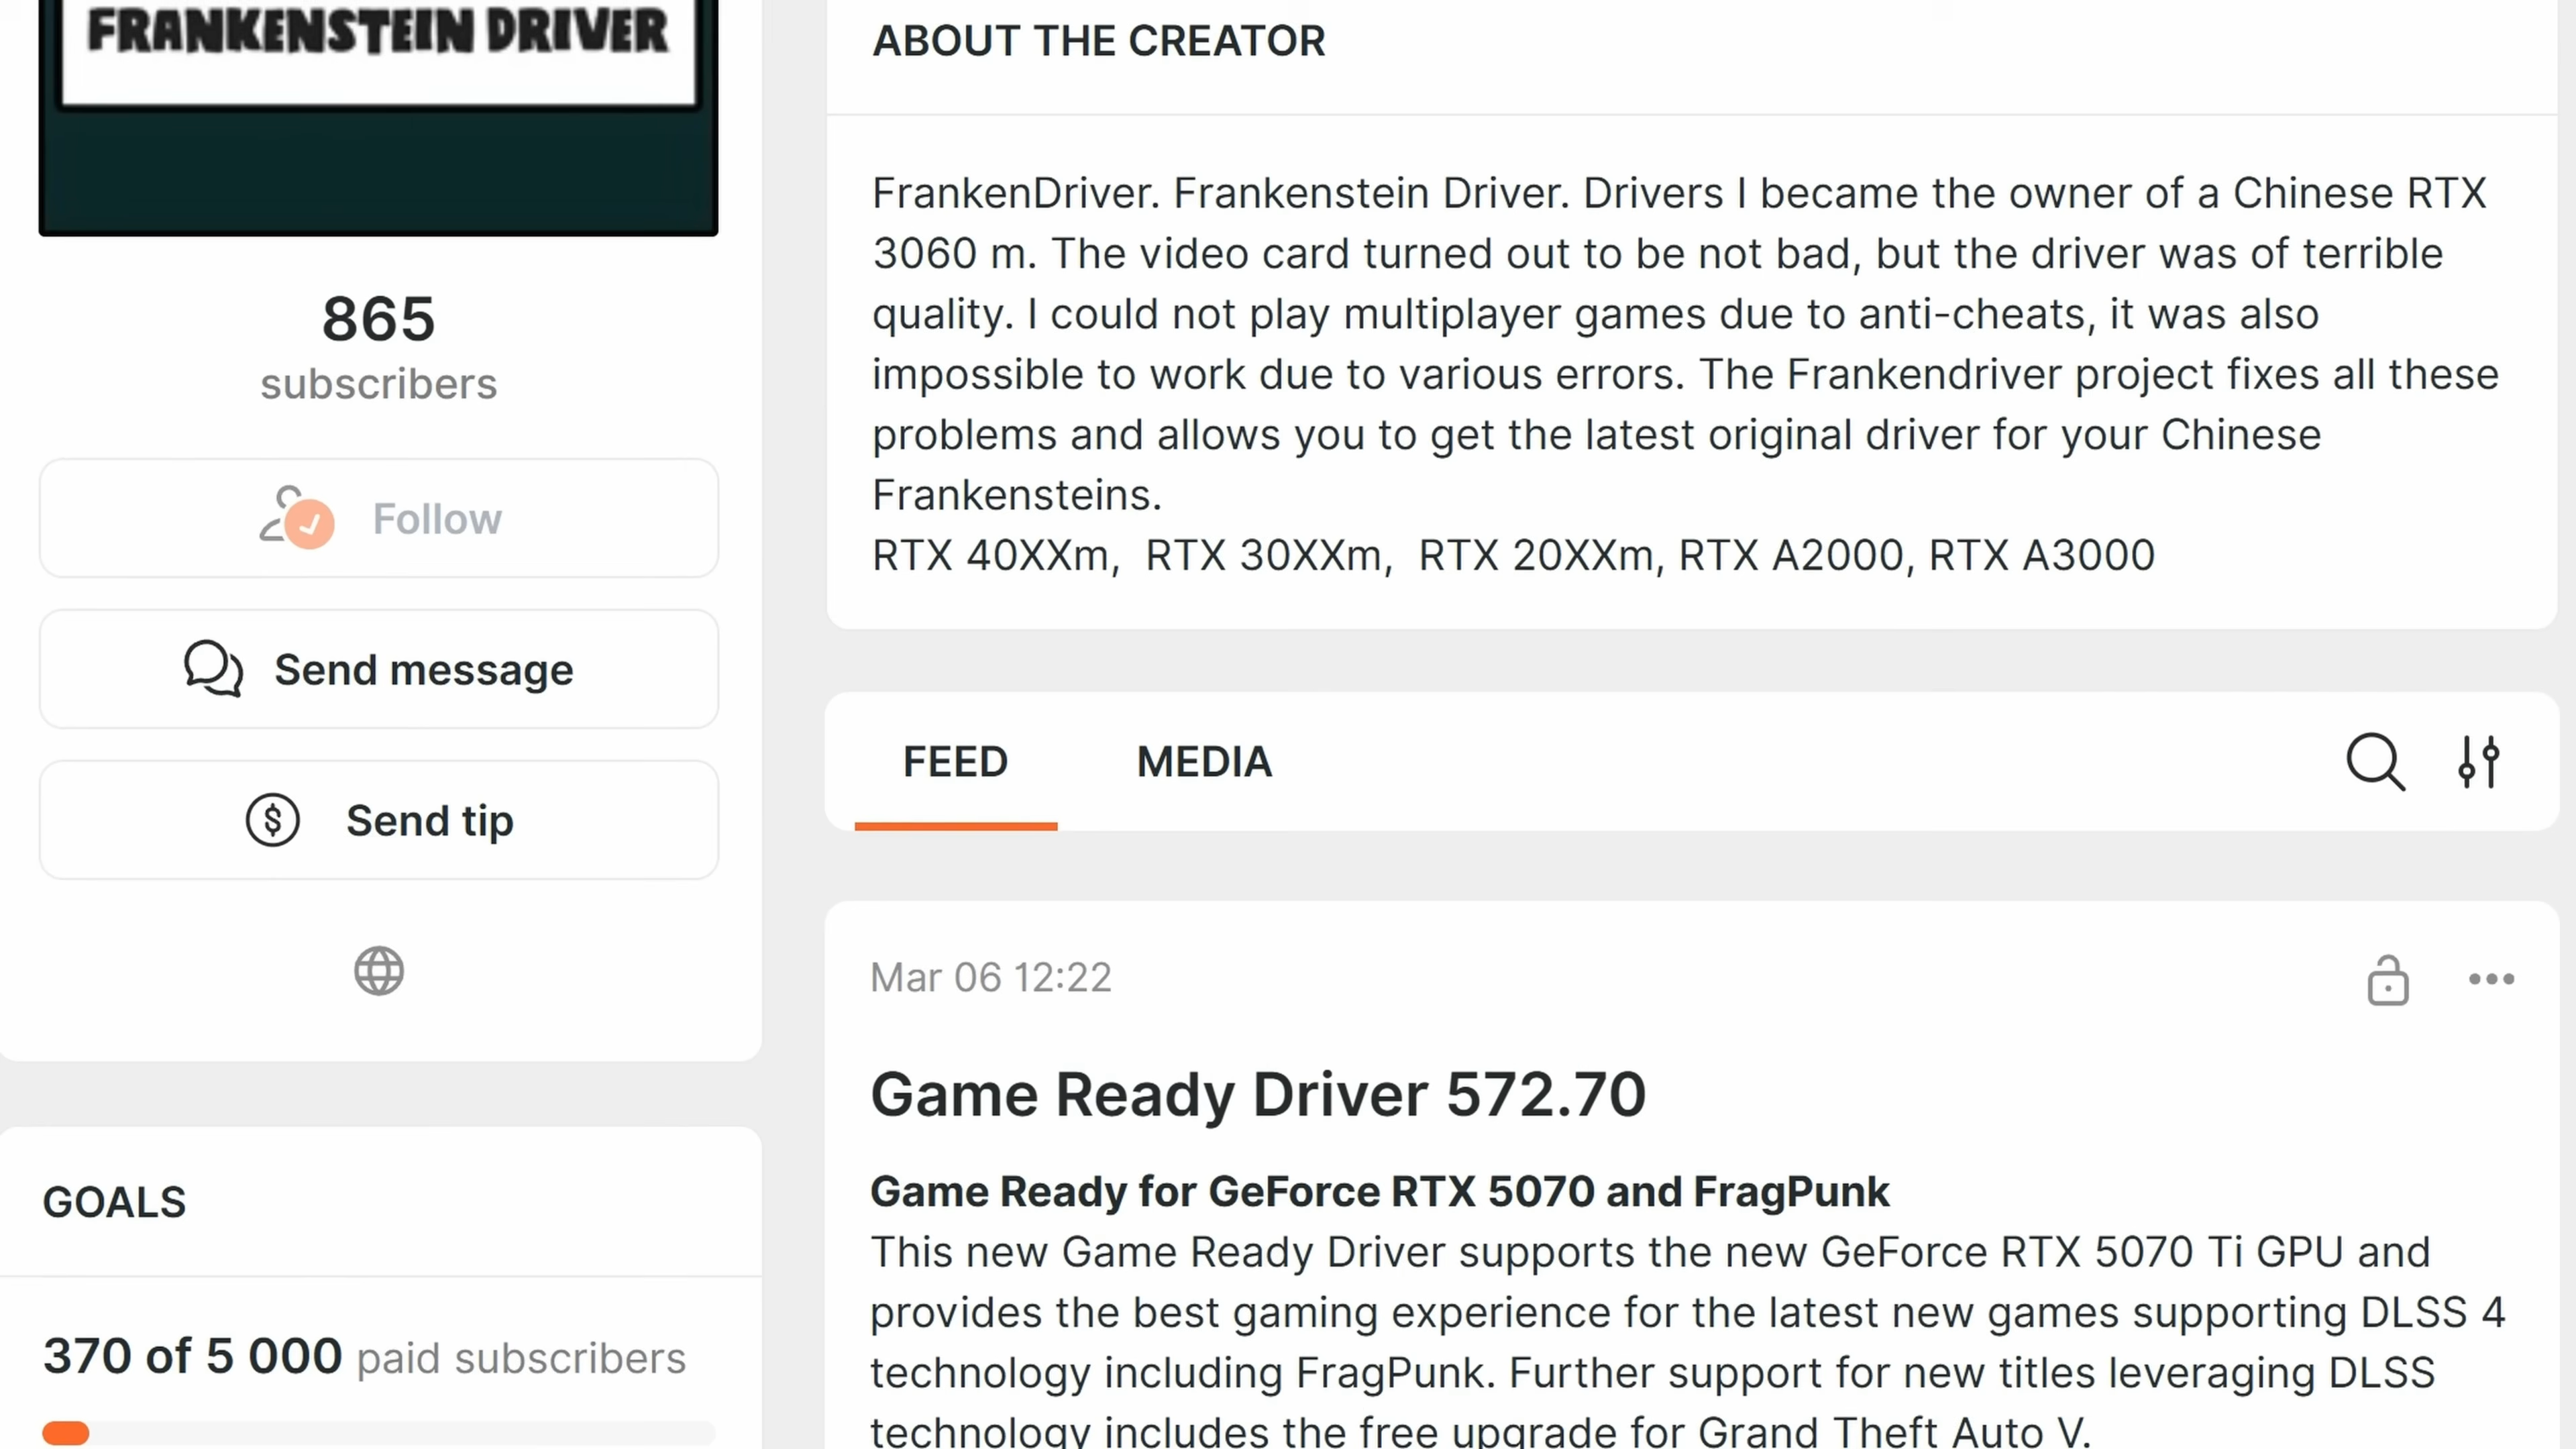 FRANKENSTEIN DRIVER
865
subscribers
Follow
Send message
Send tip
GOALS
370 of 5 000 paid subscribers
ABOUT THE CREATOR
FrankenDriver. Frankenstein Driver. Drivers I became the owner of a Chinese RTX
3060 m. The video card turned out to be not bad, but the driver was of terrible
quality. I could not play multiplayer games due to anti-cheats, it was also
impossible to work due to various errors. The Frankendriver project fixes all these
problems and allows you to get the latest original driver for your Chinese
Frankensteins.
RTX 40XXm, RTX 30XXm, RTX 20XXm, RTX A2000, RTX A3000
FEED MEDIA
Mar 06 12:22
Game Ready Driver 572.70
Game Ready for GeForce RTX 5070 and FragPunk
This new Game Ready Driver supports the new GeForce RTX 5070 Ti GPU and
provides the best gaming experience for the latest new games supporting DLSS 4
technology including FragPunk. Further support for new titles leveraging DLSS
technology includes the free upgrade for Grand Theft Auto V.